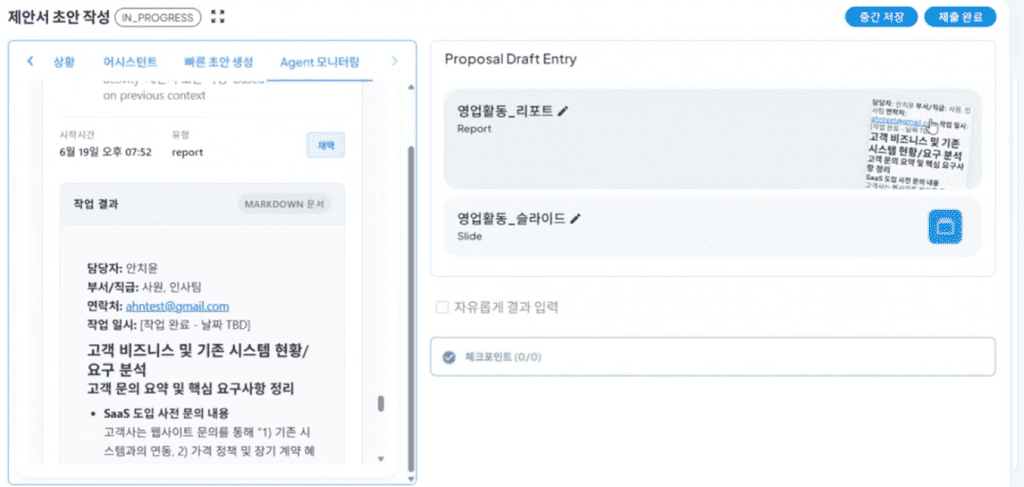 제안서 초안 작성 IN_PROGRESS
중간 저장 제출 완료
상황 어시스턴트 빠른 초안 생성 Agent 모니터링
on previous context
시작시간 유형
6월 19일 오후 07:52 report
채택
작업 결과 MARKDOWN 문서
담당자: 안치윤
부서/직급: 사원, 인사팀
연락처: ahntest@gmail.com
작업 일시: [작업 완료 - 날짜 TBD]
고객 비즈니스 및 기존 시스템 현황/
요구 분석
고객 문의 요약 및 핵심 요구사항 정리
• SaaS 도입 사전 문의 내용
고객사는 웹사이트 문의를 통해 “1) 기존 시
스템과의 연동, 2) 가격 정책 및 장기 계약 혜
Proposal Draft Entry
영업활동_리포트
Report
담당자: 안치윤 부서/직급: 사원, 인
사팀 연락처:
작업 일시:
[작업 완료 - 날짜
고객 비즈니스 및 기존
시스템 현황/요구 분석
고객 문의 요약 및 핵심 요구사
항 정리
SaaS 도입 사전 문의 내용
영업활동_슬라이드
Slide
자유롭게 결과 입력
체크포인트 (0/0)